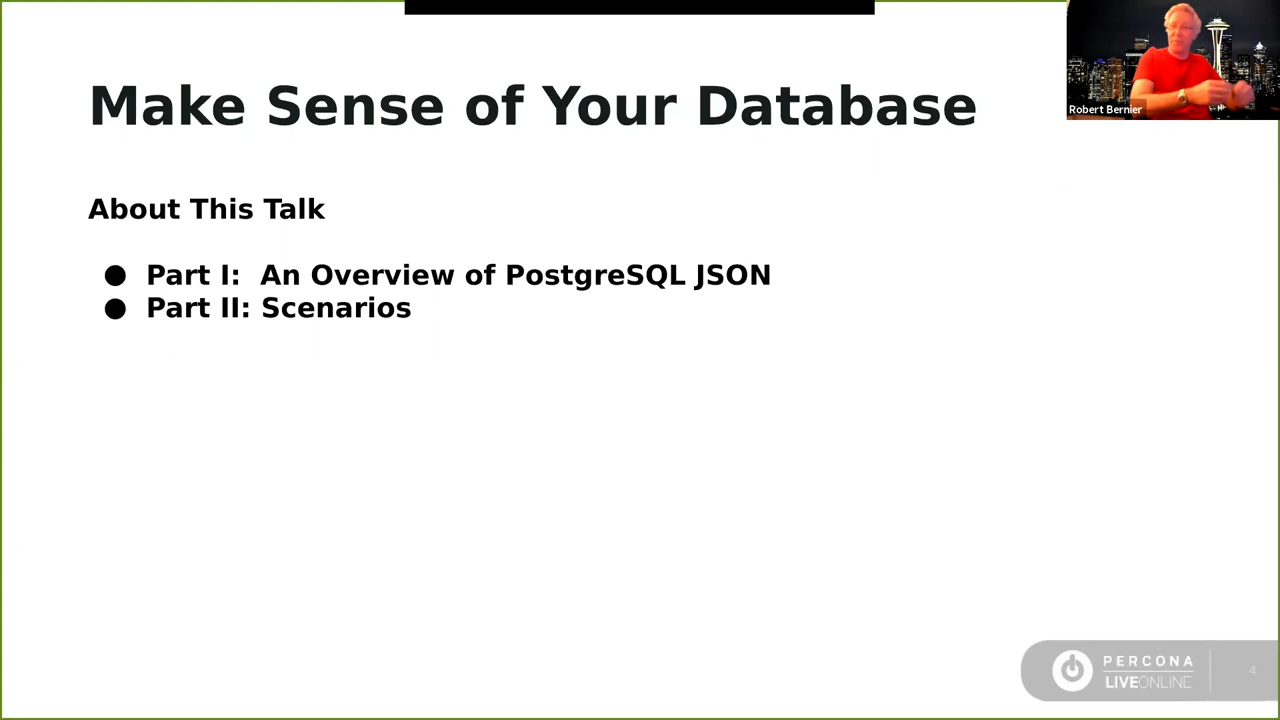 Make Sense of Your Database
Robert Bernier
About This Talk
● Part I: An Overview of PostgreSQL JSON
● Part II: Scenarios
PERCONA
LIVEONLINE
4